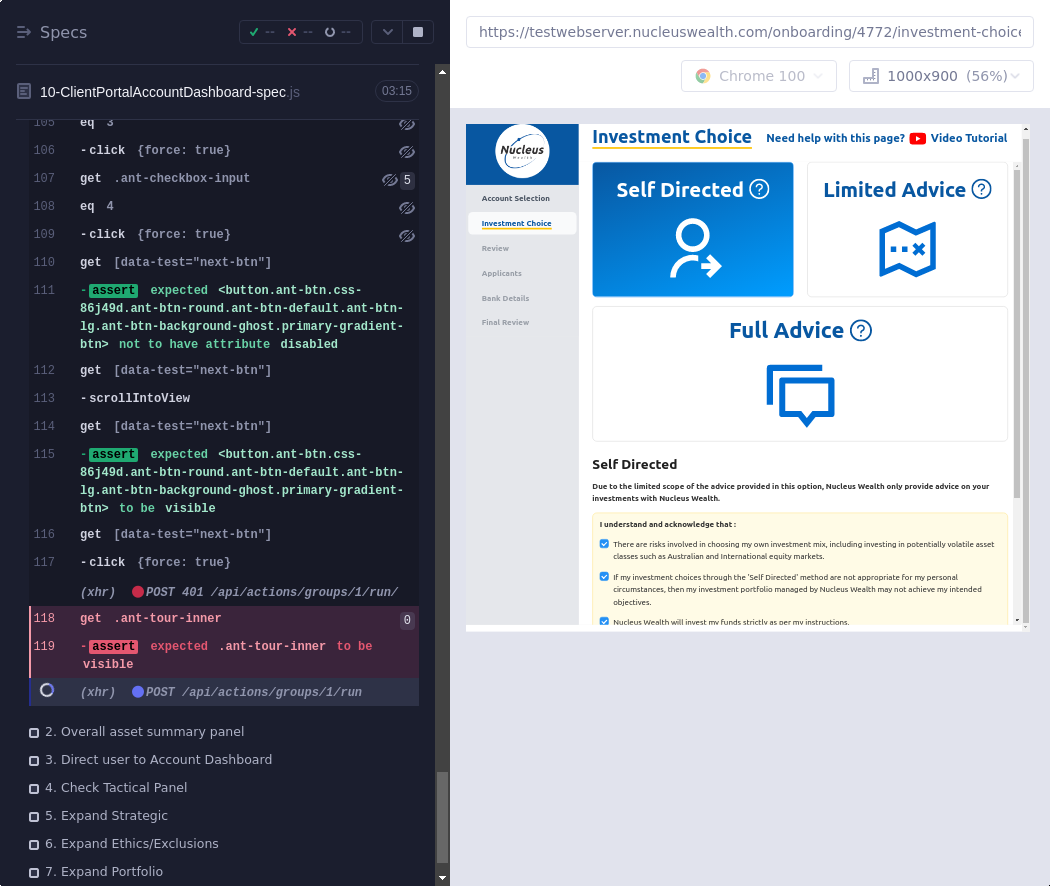 Specs
-- -- --
https://testwebserver.nucleuswealth.com/onboarding/4772/investment-choice
Chrome 100
1000x900 (56%)
10-ClientPortalAccountDashboard-spec.js
03:15
105 eq 3
106 -click {force: true}
107 get .ant-checkbox-input 5
108 eq 4
109 -click {force: true}
110 get [data-test="next-btn"]
111 -assert expected <button.ant-btn.css-
86j49d.ant-btn-round.ant-btn-default.ant-btn-
lg.ant-btn-background-ghost.primary-gradient-
btn> not to have attribute disabled
112 get [data-test="next-btn"]
113 -scrollIntoView
114 get [data-test="next-btn"]
115 -assert expected <button.ant-btn.css-
86j49d.ant-btn-round.ant-btn-default.ant-btn-
lg.ant-btn-background-ghost.primary-gradient-
btn> to be visible
116 get [data-test="next-btn"]
117 -click {force: true}
(xhr) POST 401 /api/actions/groups/1/run/
118 get .ant-tour-inner 0
119 -assert expected .ant-tour-inner to be
visible
(xhr) POST /api/actions/groups/1/run
2. Overall asset summary panel
3. Direct user to Account Dashboard
4. Check Tactical Panel
5. Expand Strategic
6. Expand Ethics/Exclusions
7. Expand Portfolio
Nucleus
Wealth
Account Selection
Investment Choice
Review
Applicants
Bank Details
Final Review
Investment Choice
Need help with this page? Video Tutorial
Self Directed ?
Limited Advice ?
Full Advice ?
Self Directed
Due to the limited scope of the advice provided in this option, Nucleus Wealth only provide advice on your
investments with Nucleus Wealth.
I understand and acknowledge that :
There are risks involved in choosing my own investment mix, including investing in potentially volatile asset
classes such as Australian and International equity markets.
If my investment choices through the 'Self Directed' method are not appropriate for my personal
circumstances, then my investment portfolio managed by Nucleus Wealth may not achieve my intended
objectives.
Nucleus Wealth will invest my funds strictly as per my instructions.